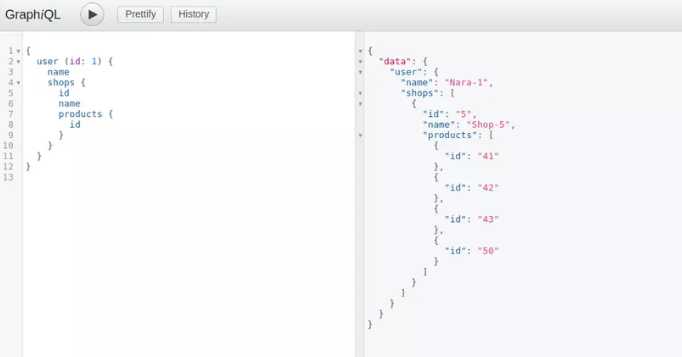 GraphiQL Prettify History
1 {
2 user (id: 1) {
3 name
4 shops {
5 id
6 name
7 products {
8 id
9 }
10 }
11 }
12 }
13
{
"data": {
"user": {
"name": "Nara-1",
"shops": [
{
"id": "5",
"name": "Shop-5",
"products": [
{
"id": "41"
},
{
"id": "42"
},
{
"id": "43"
},
{
"id": "50"
}
]
}
]
}
}
}